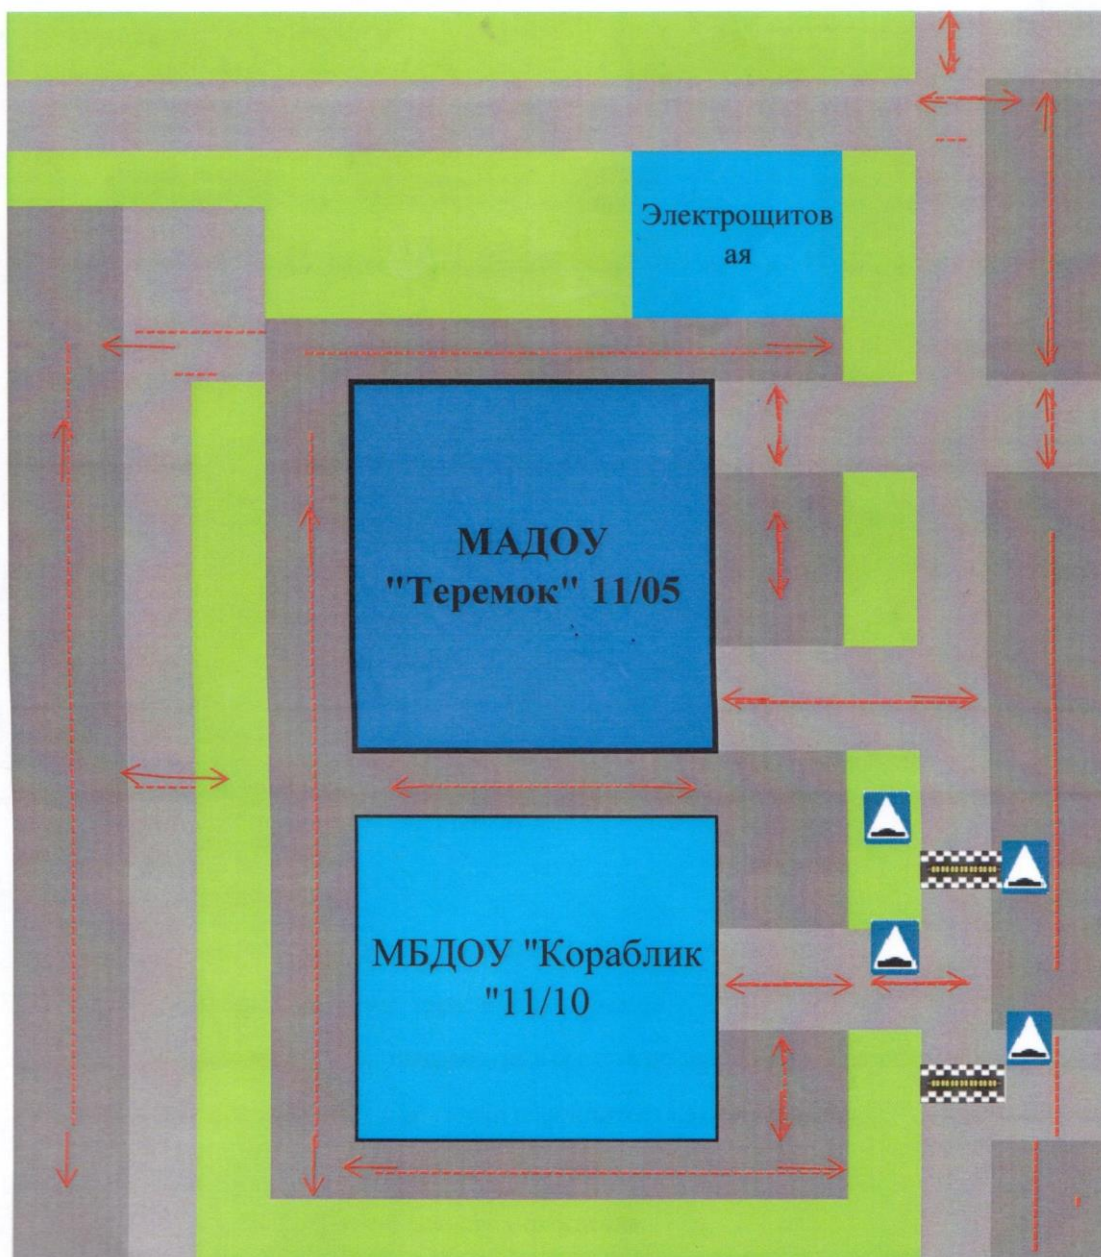 Электрощитов
ая
МАДОУ
"Теремок" 11/05
МБДОУ "Кораблик
"11/10